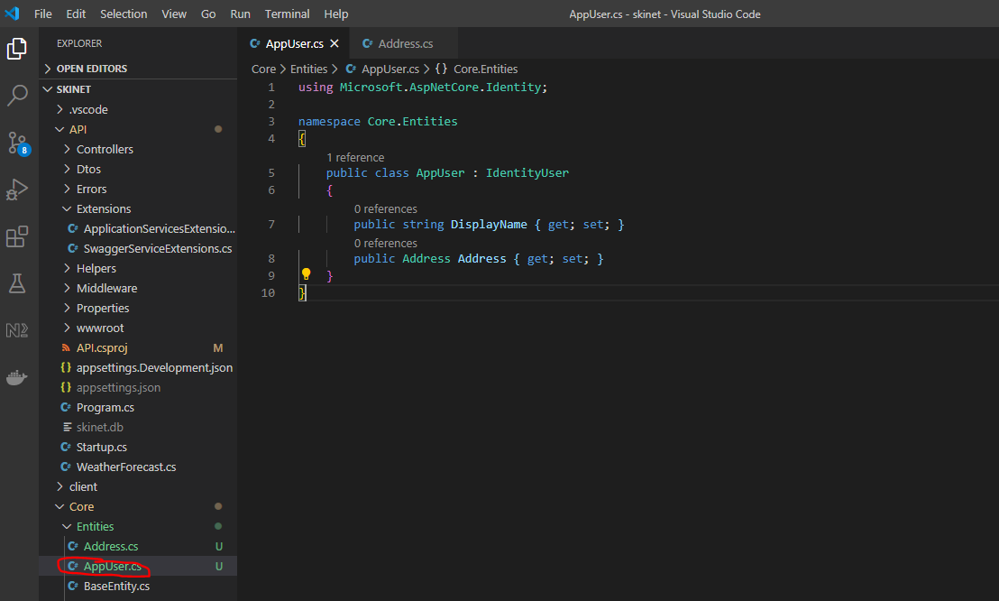 File Edit Selection View Go Run Terminal Help
AppUser.cs - skinet - Visual Studio Code
EXPLORER
OPEN EDITORS
SKINET
.vscode
API
Controllers
Dtos
Errors
Extensions
C# ApplicationServicesExtensio...
C# SwaggerServiceExtensions.cs
Helpers
Middleware
Properties
wwwroot
API.csproj M
{} appsettings.Development.json
{} appsettings.json
C# Program.cs
skinet.db
C# Startup.cs
C# WeatherForecast.cs
client
Core
Entities
C# Address.cs U
C# AppUser.cs U
C# BaseEntity.cs
8
N2
C# AppUser.cs × C# Address.cs
Core > Entities > C# AppUser.cs > {} Core.Entities
1 using Microsoft.AspNetCore.Identity;
2
3 namespace Core.Entities
4 {
1 reference
5 public class AppUser : IdentityUser
6 {
0 references
7 public string DisplayName { get; set; }
0 references
8 public Address Address { get; set; }
9 }
10 }